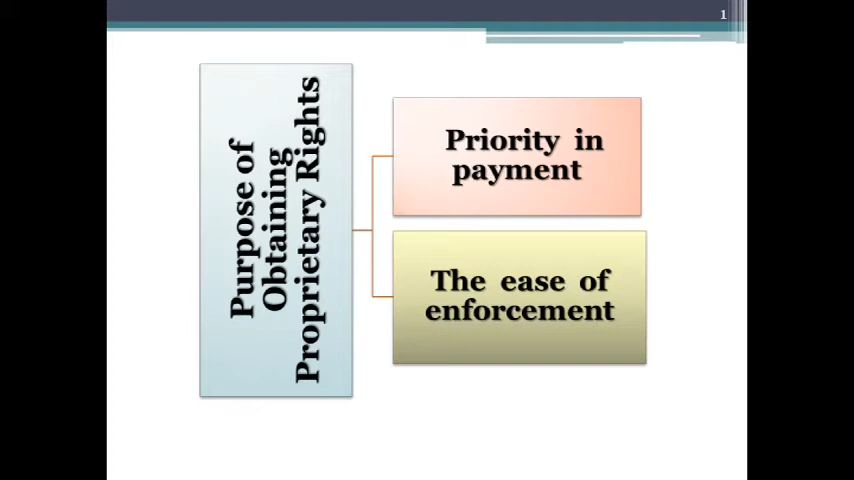 1
Purpose of
Obtaining
Proprietary Rights
Priority in
payment
The ease of
enforcement